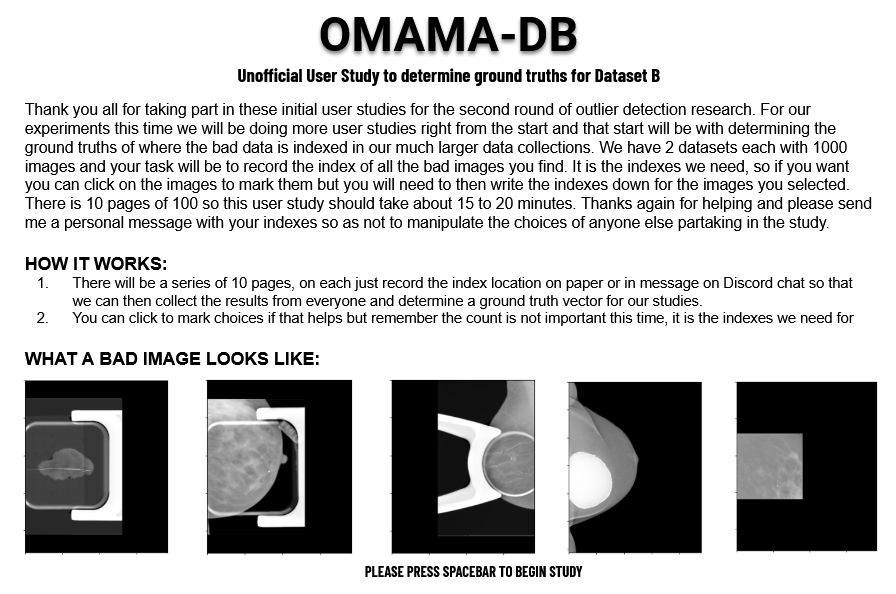 OMAMA-DB
Unofficial User Study to determine ground truths for Dataset B
Thank you all for taking part in these initial user studies for the second round of outlier detection research. For our
experiments this time we will be doing more user studies right from the start and that start will be with determining the
ground truths of where the bad data is indexed in our much larger data collections. We have 2 datasets each with 1000
images and your task will be to record the index of all the bad images you find. It is the indexes we need, so if you want
you can click on the images to mark them but you will need to then write the indexes down for the images you selected.
There is 10 pages of 100 so this user study should take about 15 to 20 minutes. Thanks again for helping and please send
me a personal message with your indexes so as not to manipulate the choices of anyone else partaking in the study.
HOW IT WORKS:
1. There will be a series of 10 pages, on each just record the index location on paper or in message on Discord chat so that
we can then collect the results from everyone and determine a ground truth vector for our studies.
2. You can click to mark choices if that helps but remember the count is not important this time, it is the indexes we need for
WHAT A BAD IMAGE LOOKS LIKE:
PLEASE PRESS SPACEBAR TO BEGIN STUDY